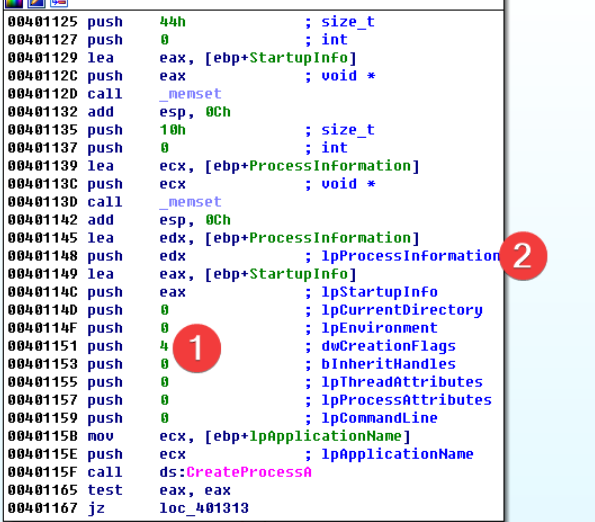 00401125 push 44h ; size_t
00401127 push 0 ; int
00401129 lea eax, [ebp+StartupInfo]
0040112C push eax ; void *
0040112D call _memset
00401132 add esp, 0Ch
00401135 push 10h ; size_t
00401137 push 0 ; int
00401139 lea ecx, [ebp+ProcessInformation]
0040113C push ecx ; void *
0040113D call _memset
00401142 add esp, 0Ch
00401145 lea edx, [ebp+ProcessInformation]
00401148 push edx ; lpProcessInformation 2
00401149 lea eax, [ebp+StartupInfo]
0040114C push eax ; lpStartupInfo
0040114D push 0 ; lpCurrentDirectory
0040114F push 0 ; lpEnvironment
00401151 push 4 1 ; dwCreationFlags
00401153 push 0 ; bInheritHandles
00401155 push 0 ; lpThreadAttributes
00401157 push 0 ; lpProcessAttributes
00401159 push 0 ; lpCommandLine
0040115B mov ecx, [ebp+lpApplicationName]
0040115E push ecx ; lpApplicationName
0040115F call ds:CreateProcessA
00401165 test eax, eax
00401167 jz loc_401313